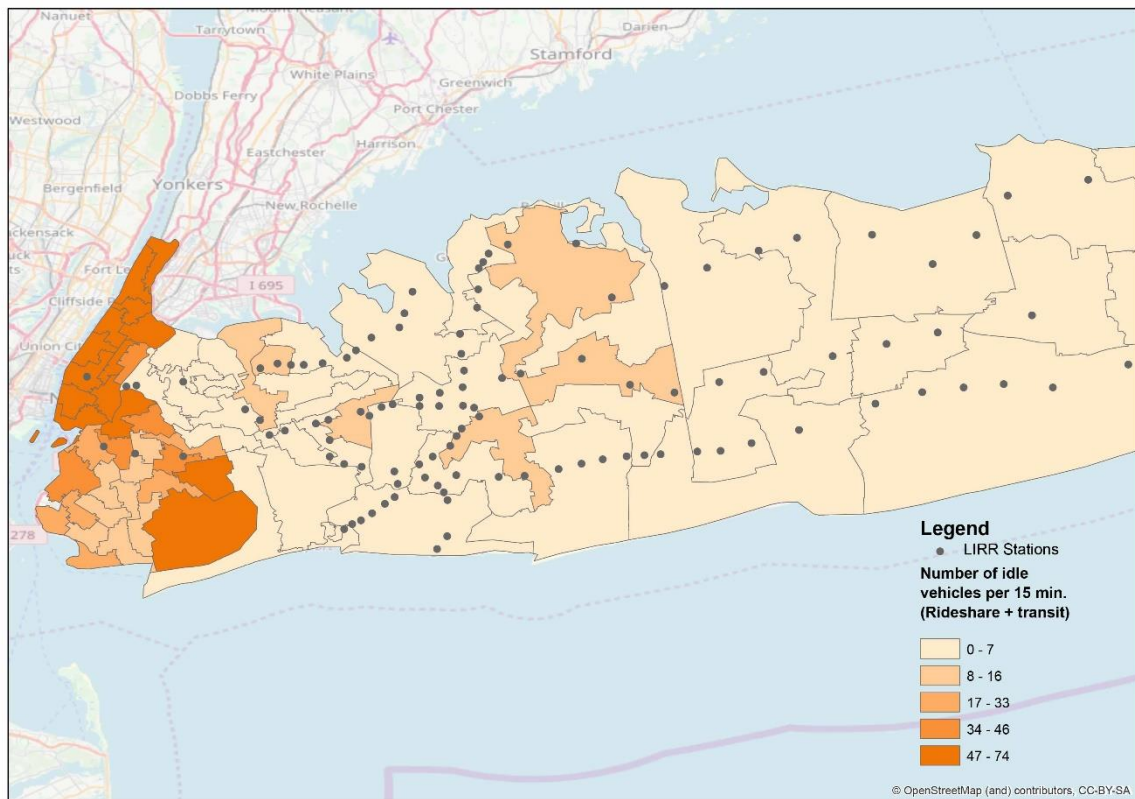 Nanuet
Tarrytown
Darien
Stamford
White Plains
Greenwich
Dobbs Ferry
Port Chester
Westwood
Eastchester
Harrison
Yonkers
Bergenfield
New Rochelle
Fort Le
I 695
Cliffside
Union City
278
Legend
LIRR Stations
Number of idle
vehicles per 15 min.
(Rideshare + transit)
0 - 7
8 - 16
17 - 33
34 - 46
47 - 74
© OpenStreetMap (and) contributors, CC-BY-SA